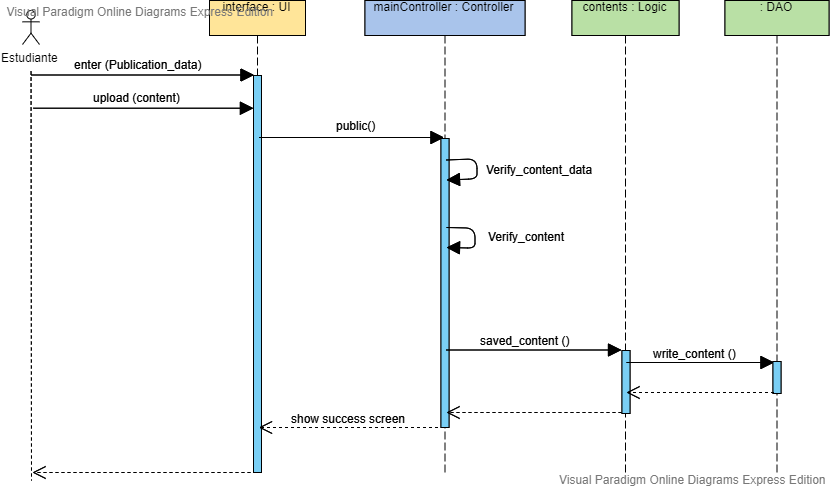 Visual Paradigm Online Diagrams Express Edition
interface : UI
mainController : Controller
contents : Logic
: DAO
Estudiante
enter (Publication_data)
upload (content)
public()
Verify_content_data
Verify_content
saved_content ()
write_content ()
show success screen
Visual Paradigm Online Diagrams Express Edition